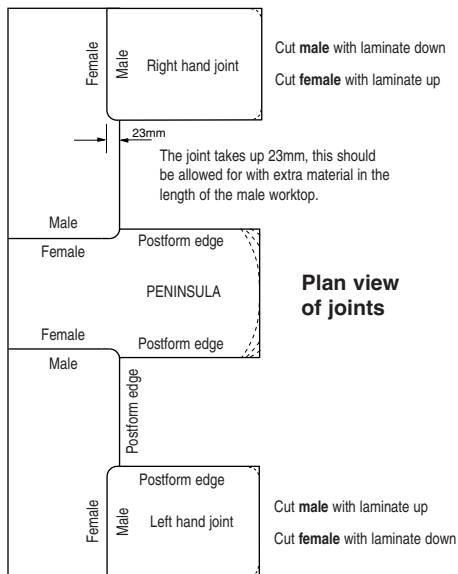 Female
Male
Right hand joint
Cut male with laminate down
Cut female with laminate up
23mm
The joint takes up 23mm, this should
be allowed for with extra material in the
length of the male worktop.
Male
Female
Postform edge
PENINSULA
Plan view
of joints
Female
Male
Postform edge
Postform edge
Postform edge
Female
Male
Left hand joint
Cut male with laminate up
Cut female with laminate down